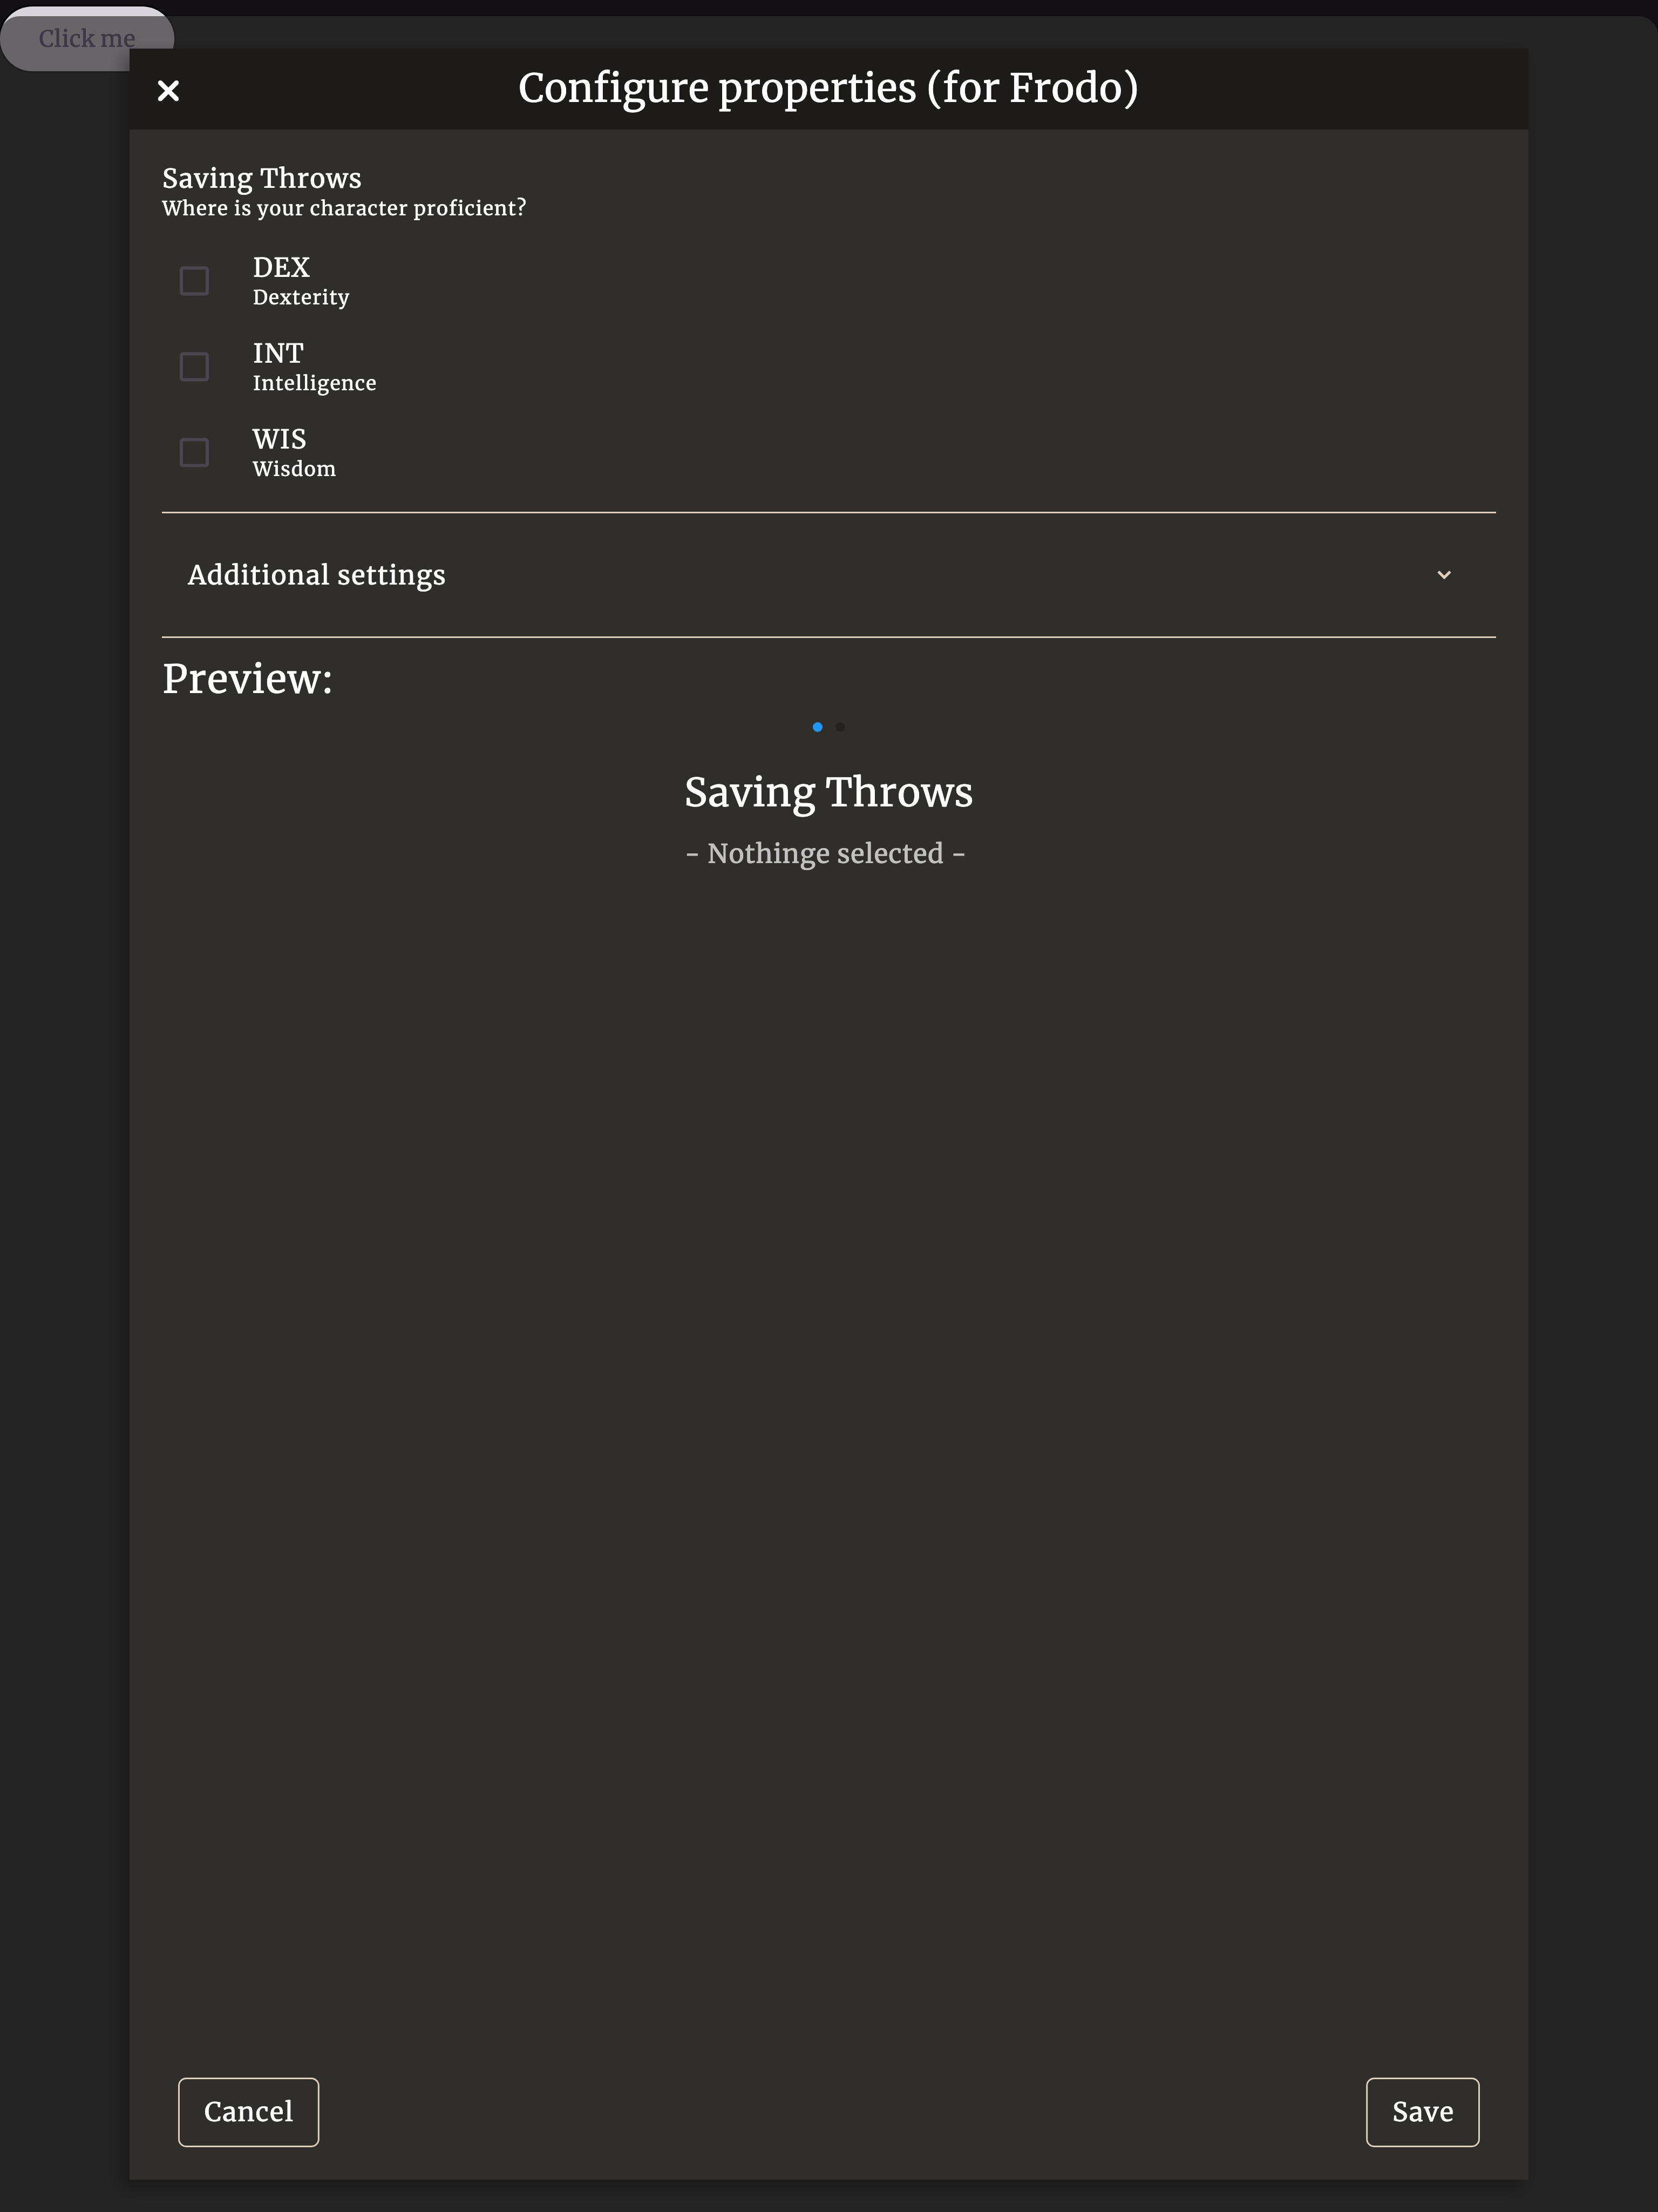 Click me
Configure properties (for Frodo)
Saving Throws
Where is your character proficient?
DEX
Dexterity
INT
Intelligence
WIS
Wisdom
Additional settings
Preview:
Saving Throws
- Nothinge selected -
Cancel
Save